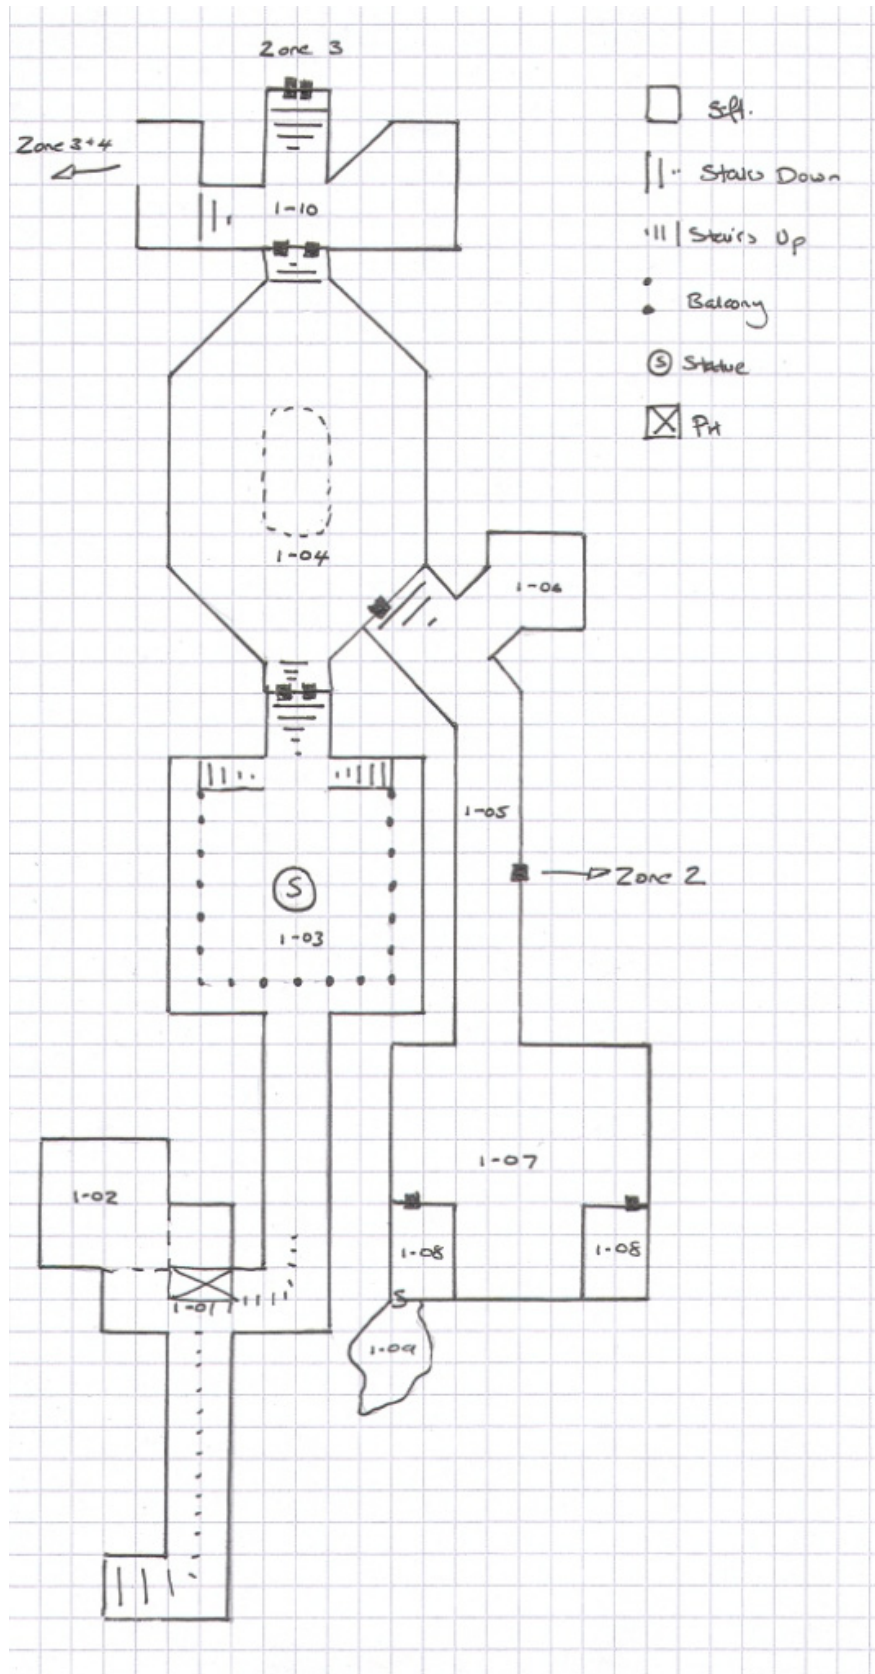 Zone 3
Zone 3+4
5ft.
Stairs Down
1-10
Stairs Up
Balcony
S Statue
Pit
1-04
1-06
1-05
Zone 2
S
1-03
1-07
1-02
1-08
1-08
1-01
S
1-09